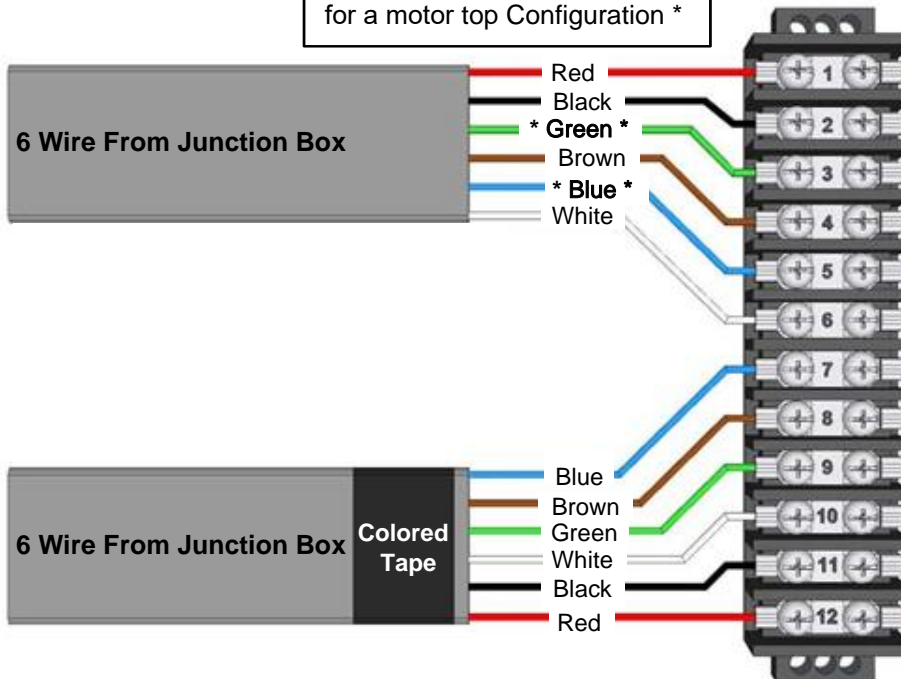 for a motor top Configuration *
Red
1
Black
2
6 Wire From Junction Box
* Green *
3
Brown
4
* Blue *
White
5
6
7
8
Blue
9
Brown
6 Wire From Junction Box
Colored
Tape
Green
10
White
11
Black
12
Red